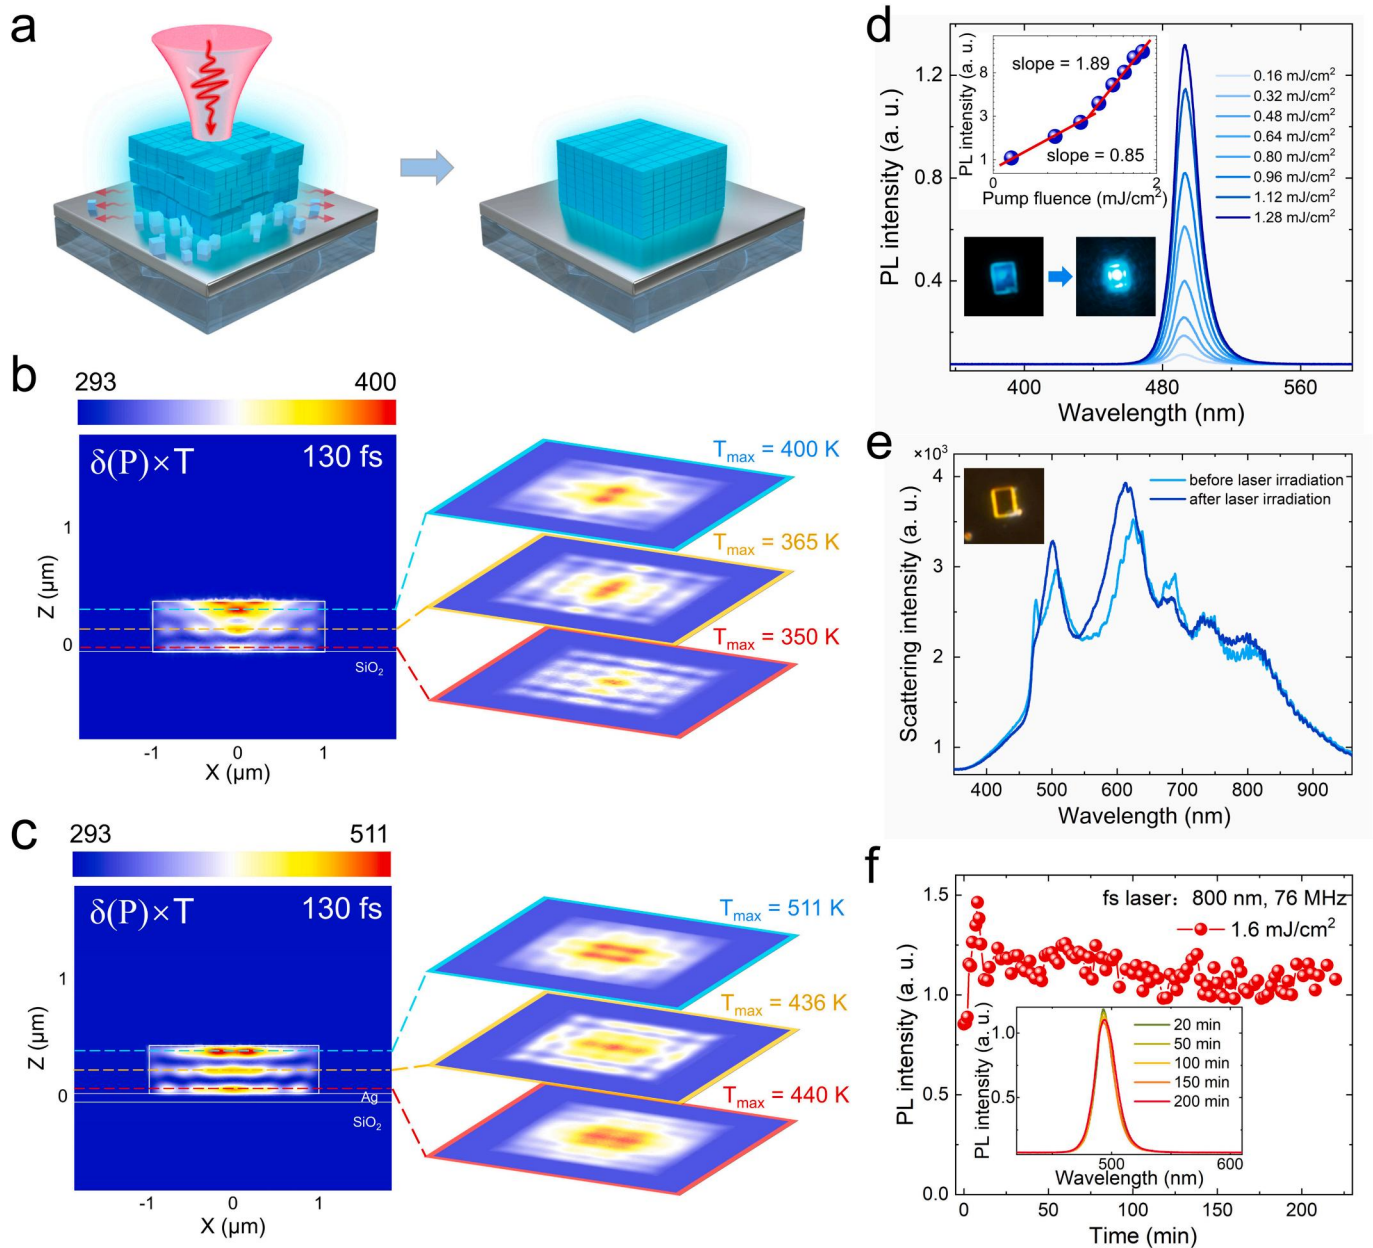 a
b
293 400
δ(P)×T 130 fs
1
0
Z (µm)
SiO₂
-1 0 1
X (µm)
Tmax = 400 K
Tmax = 365 K
Tmax = 350 K
c
293 511
δ(P)×T 130 fs
1
0
Z (µm)
Ag
SiO₂
-1 0 1
X (µm)
Tmax = 511 K
Tmax = 436 K
Tmax = 440 K
d
1.2
0.8
0.4
PL intensity (a. u.)
400 480 560
Wavelength (nm)
0.16 mJ/cm²
0.32 mJ/cm²
0.48 mJ/cm²
0.64 mJ/cm²
0.80 mJ/cm²
0.96 mJ/cm²
1.12 mJ/cm²
1.28 mJ/cm²
slope = 1.89
slope = 0.85
8
3
1
PL intensity (a. u.)
0 2
Pump fluence (mJ/cm²)
e
×10³
4
3
2
1
Scattering intensity (a. u.)
before laser irradiation
after laser irradiation
400 500 600 700 800 900
Wavelength (nm)
f
1.5
1.0
0.5
0.0
PL intensity (a. u.)
fs laser: 800 nm, 76 MHz
1.6 mJ/cm²
1.0
0.5
PL intensity (a. u.)
20 min
50 min
100 min
150 min
200 min
500 600
Wavelength (nm)
0 50 100 150 200
Time (min)